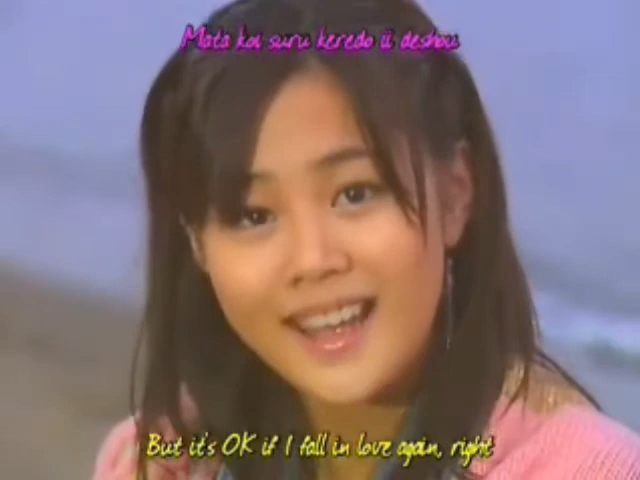 Mata koi suru keredo ii deshou
But it's OK if I fall in love again, right